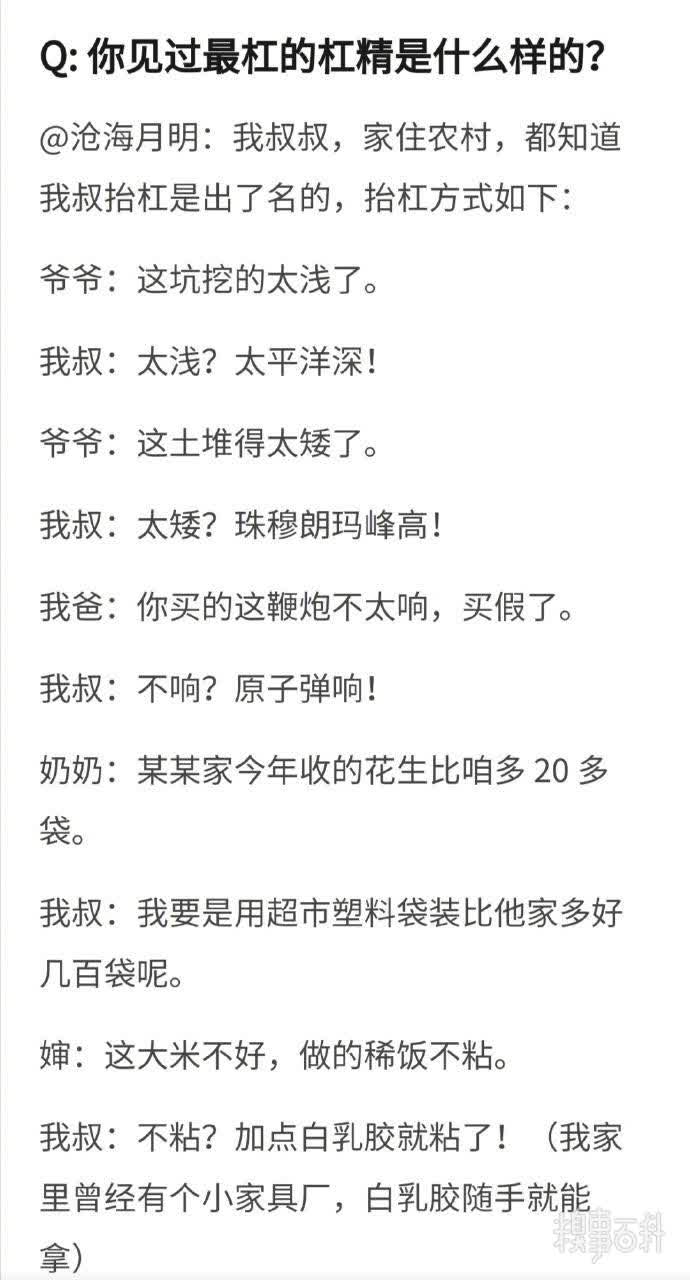 Q: 你见过最杠的杠精是什么样的？
@沧海月明：我叔叔，家住农村，都知道
我叔抬杠是出了名的，抬杠方式如下：
爷爷：这坑挖的太浅了。
我叔：太浅？太平洋深！
爷爷：这土堆得太矮了。
我叔：太矮？珠穆朗玛峰高！
我爸：你买的这鞭炮不太响，买假了。
我叔：不响？原子弹响！
奶奶：某某家今年收的花生比咱多 20 多
袋。
我叔：我要是用超市塑料袋装比他家多好
几百袋呢。
婶：这大米不好，做的稀饭不粘。
我叔：不粘？加点白乳胶就粘了！（我家
里曾经有个小家具厂，白乳胶随手就能
拿）
糗事百科